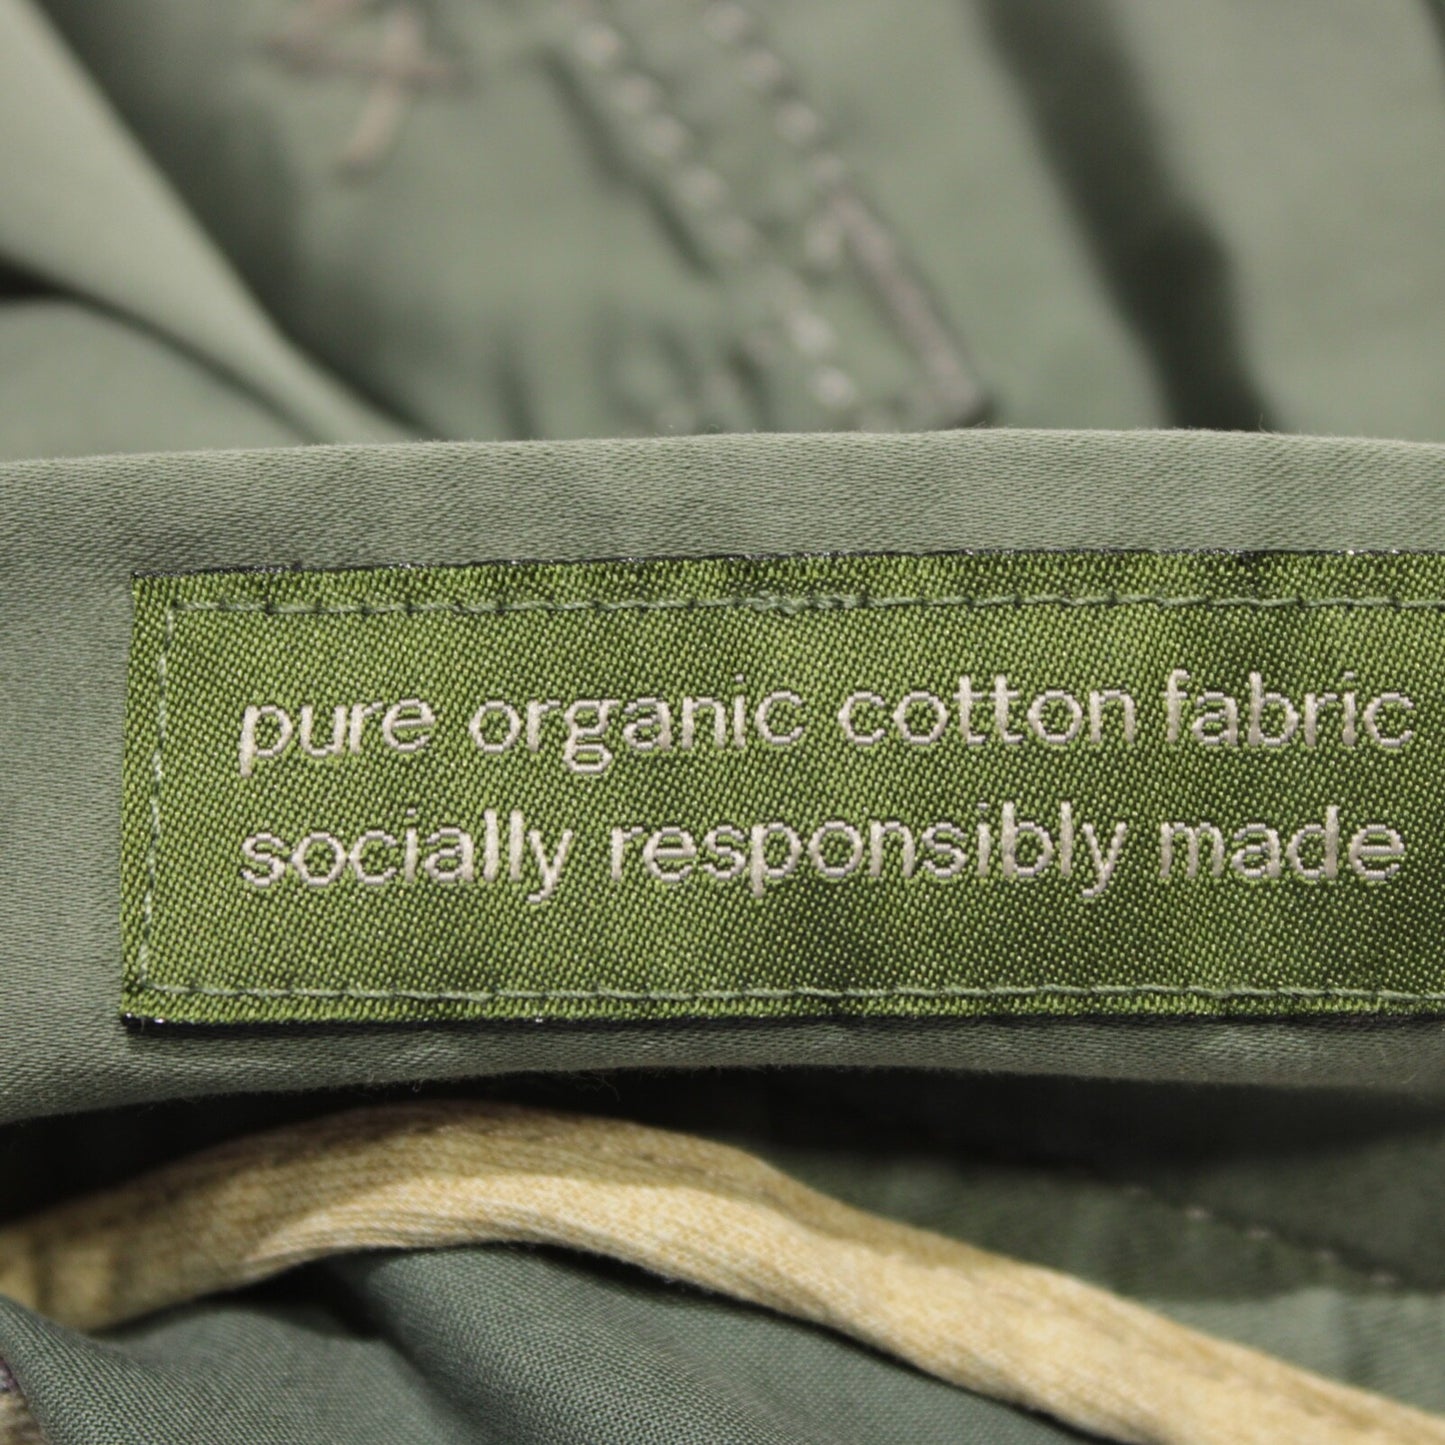 pure organic cotton fabric
socially responsibly made